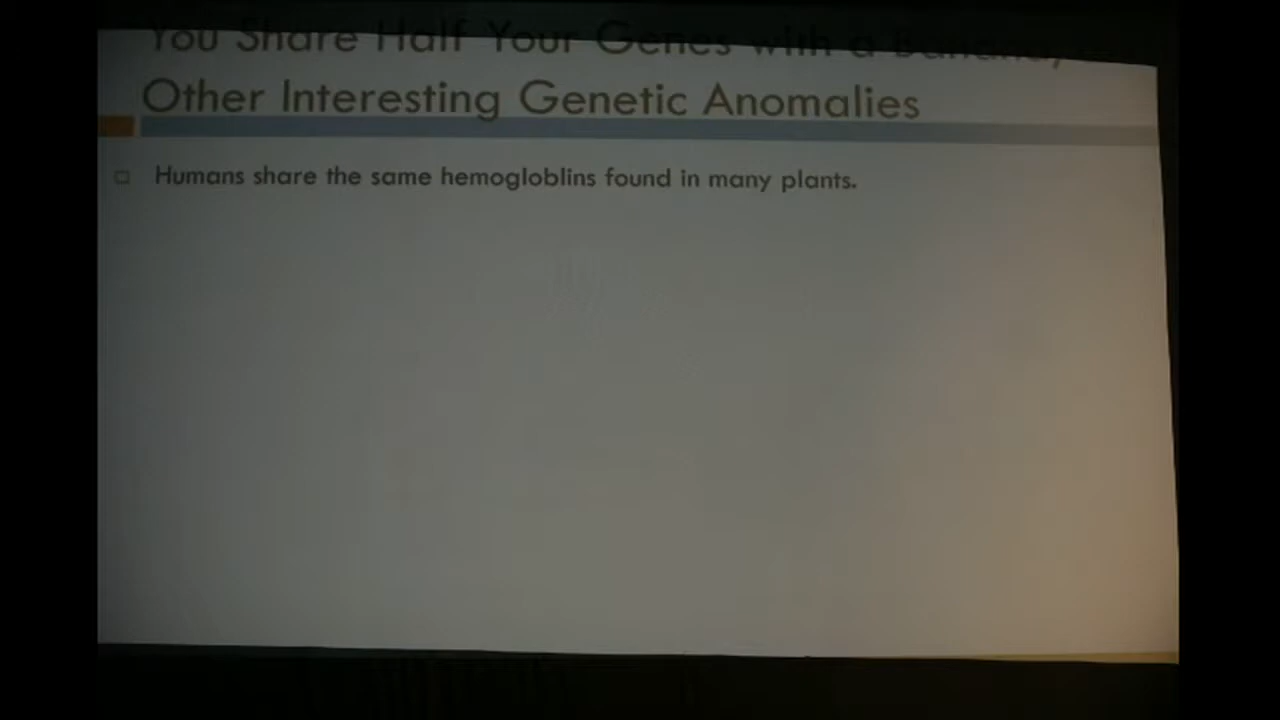 You Share Half Your Genes with a Banana,
Other Interesting Genetic Anomalies
Humans share the same hemogloblins found in many plants.